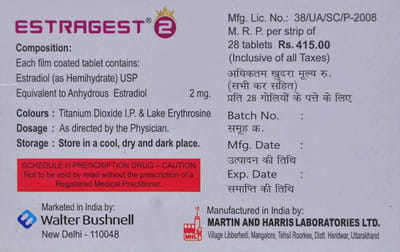 ESTRAGEST® 2
Composition:
Each film coated tablet contains:
Estradiol (as Hemihydrate) USP
Equivalent to Anhydrous Estradiol 2 mg.
Colours : Titanium Dioxide I.P. & Lake Erythrosine
Dosage : As directed by the Physician.
Storage : Store in a cool, dry and dark place.
SCHEDULE H PRESCRIPTION DRUG – CAUTION
Not to be sold by retail without the prescription of a
Registered Medical Practitioner.
Marketed in India by:
Walter Bushnell
New Delhi - 110048
Mfg. Lic. No.: 38/UA/SC/P-2008
M. R. P. per strip of
28 tablets Rs. 415.00
(Inclusive of all Taxes)
अधिकतम खुदरा मूल्य रु.
(सभी कर सहित)
प्रति 28 गोलियों के पत्ते के लिए
Batch No. :
समूह क्र.
Mfg. Date :
उत्पादन की तिथि
Exp. Date :
समाप्ति की तिथि
Manufactured in India by:
MHL
MARTIN AND HARRIS LABORATORIES LTD.
Village Libberhedi, Mangalore, Tehsil Roorkee, Distt. Haridwar, Uttarakhand